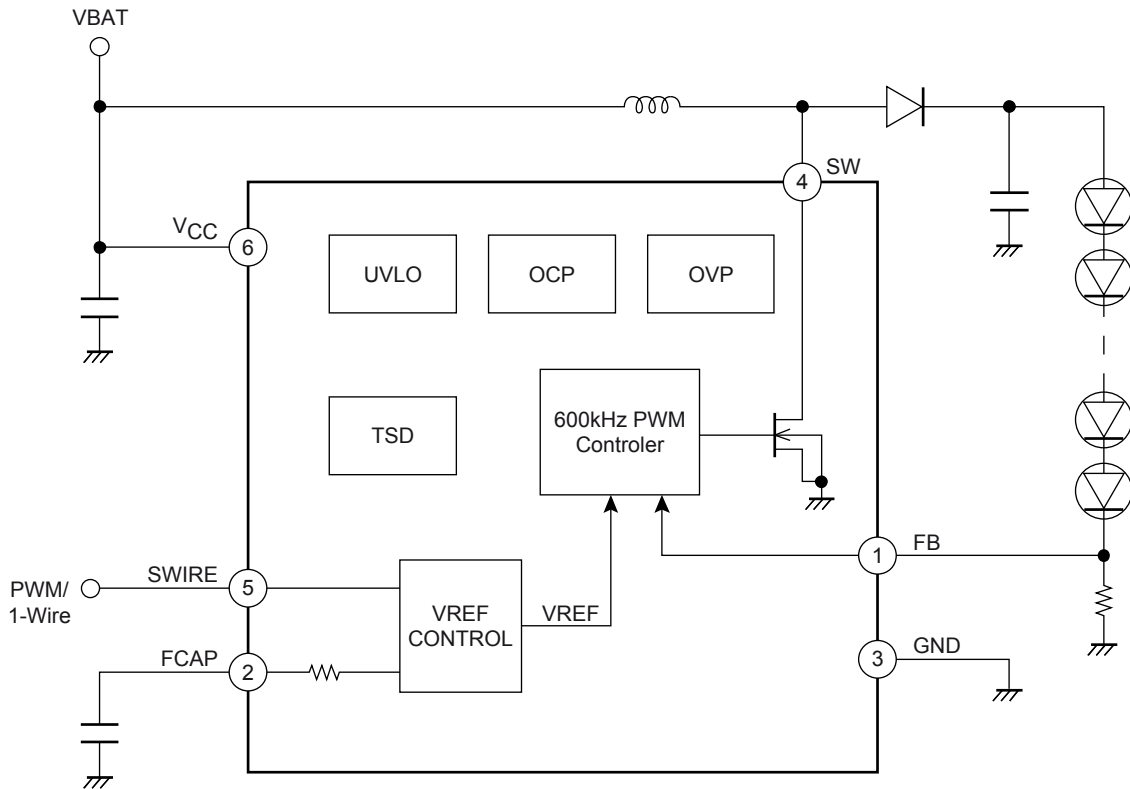 VBAT
SW
4
VCC
6
UVLO
OCP
OVP
TSD
600kHz PWM
Controler
1
FB
PWM/
1-Wire
SWIRE
5
VREF
CONTROL
VREF
FCAP
2
3
GND